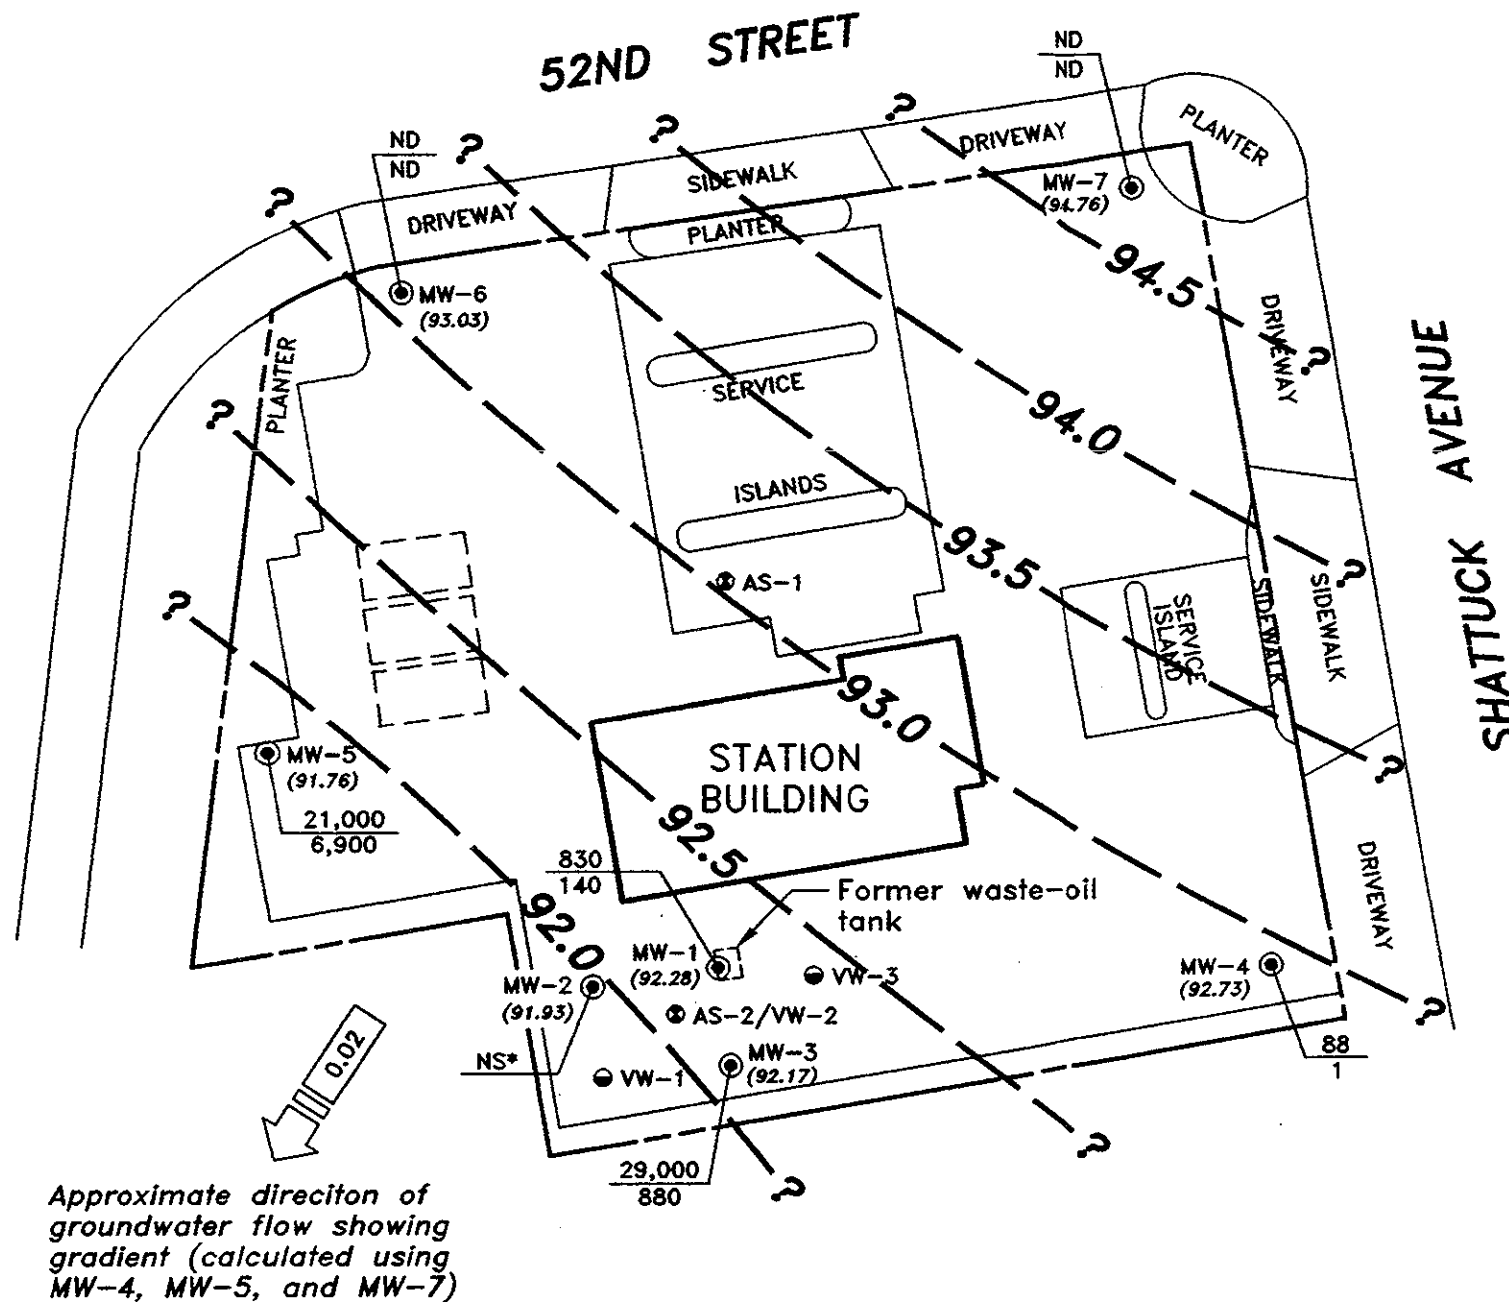 52ND STREET
ND
ND
ND
ND
?
?
?
?
DRIVEWAY
PLANTER
SIDEWALK
DRIVEWAY
PLANTER
MW-7
(94.76)
MW-6
(93.03)
94.5
?
DRIVEWAY
SHATTUCK AVENUE
PLANTER
SERVICE
ISLANDS
94.0
?
?
93.5
AS-1
?
SERVICE
ISLAND
SIDEWALK
SIDEWALK
93.0
?
STATION
BUILDING
MW-5
(91.76)
21,000
6,900
92.5
830
140
Former waste-oil
tank
DRIVEWAY
92.0
MW-1
(92.28)
VW-3
MW-2
(91.93)
AS-2/VW-2
MW-4
(92.73)
?
NS*
VW-1
MW-3
(92.17)
88
1
?
29,000
880
?
0.02
Approximate direciton of
groundwater flow showing
gradient (calculated using
MW-4, MW-5, and MW-7)